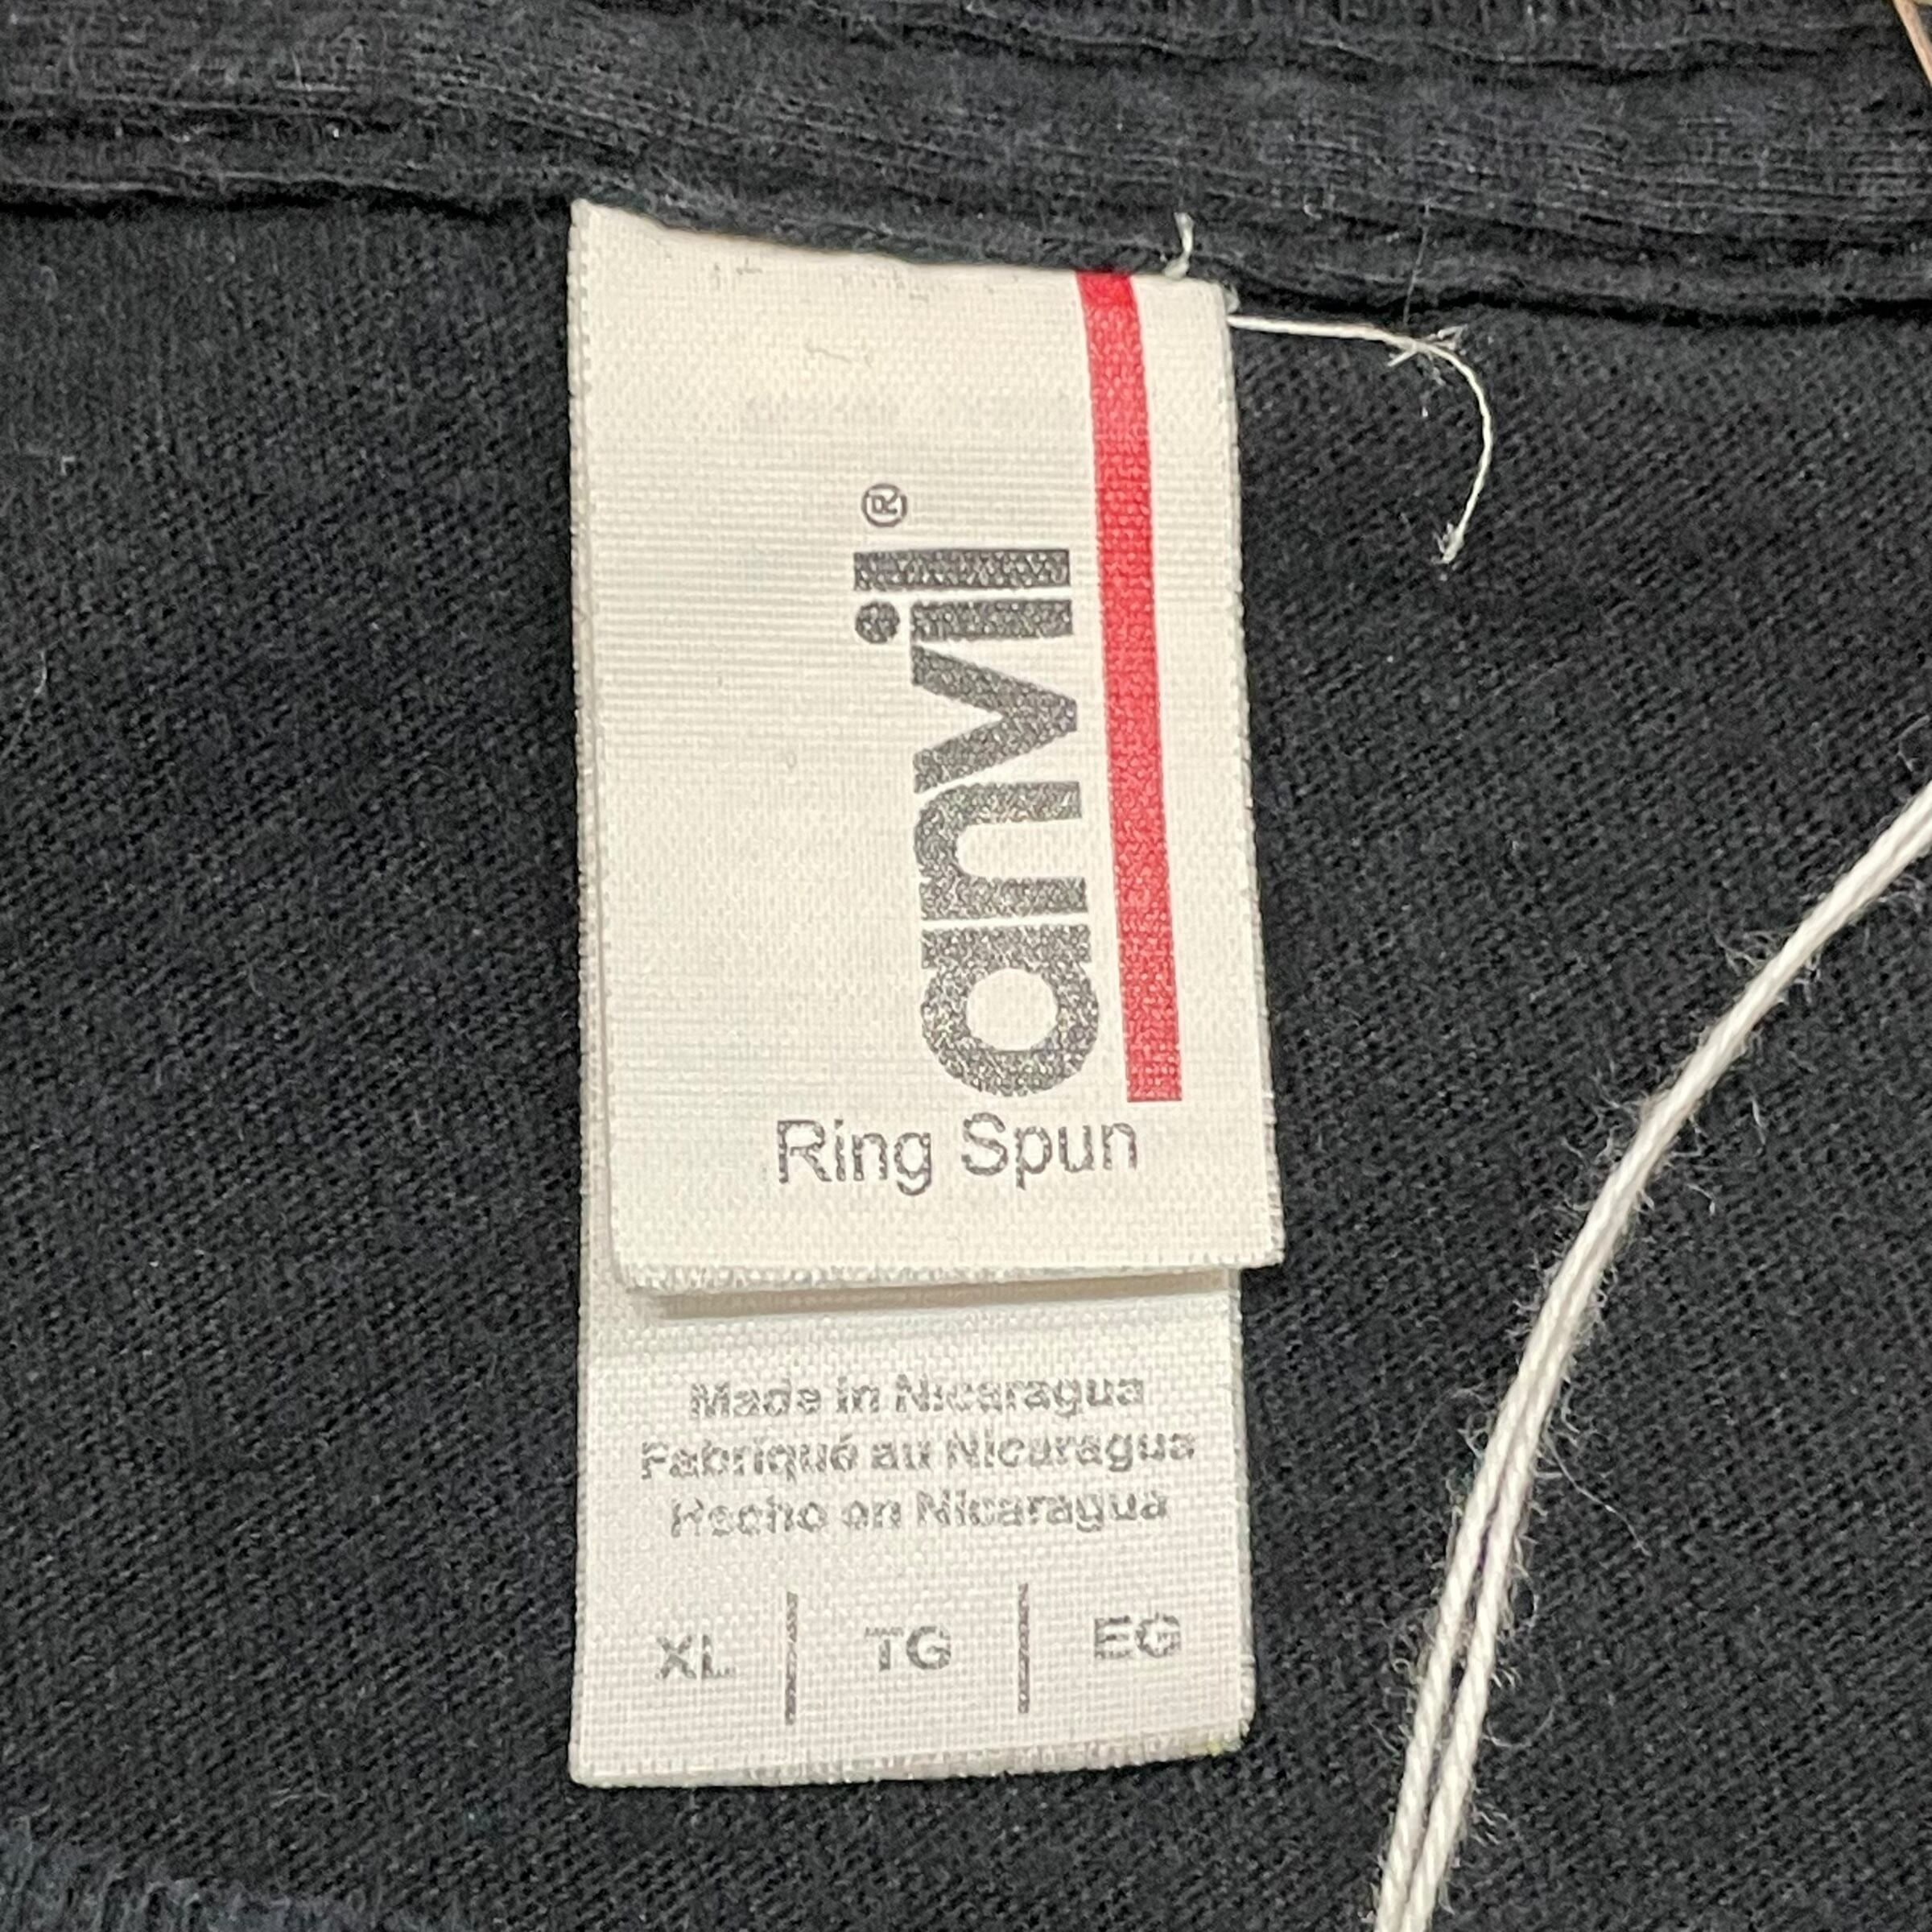 anvil®
Ring Spun
Made in Nicaragua
Fabriqué au Nicaragua
Hecho en Nicaragua
XL | TG | EG